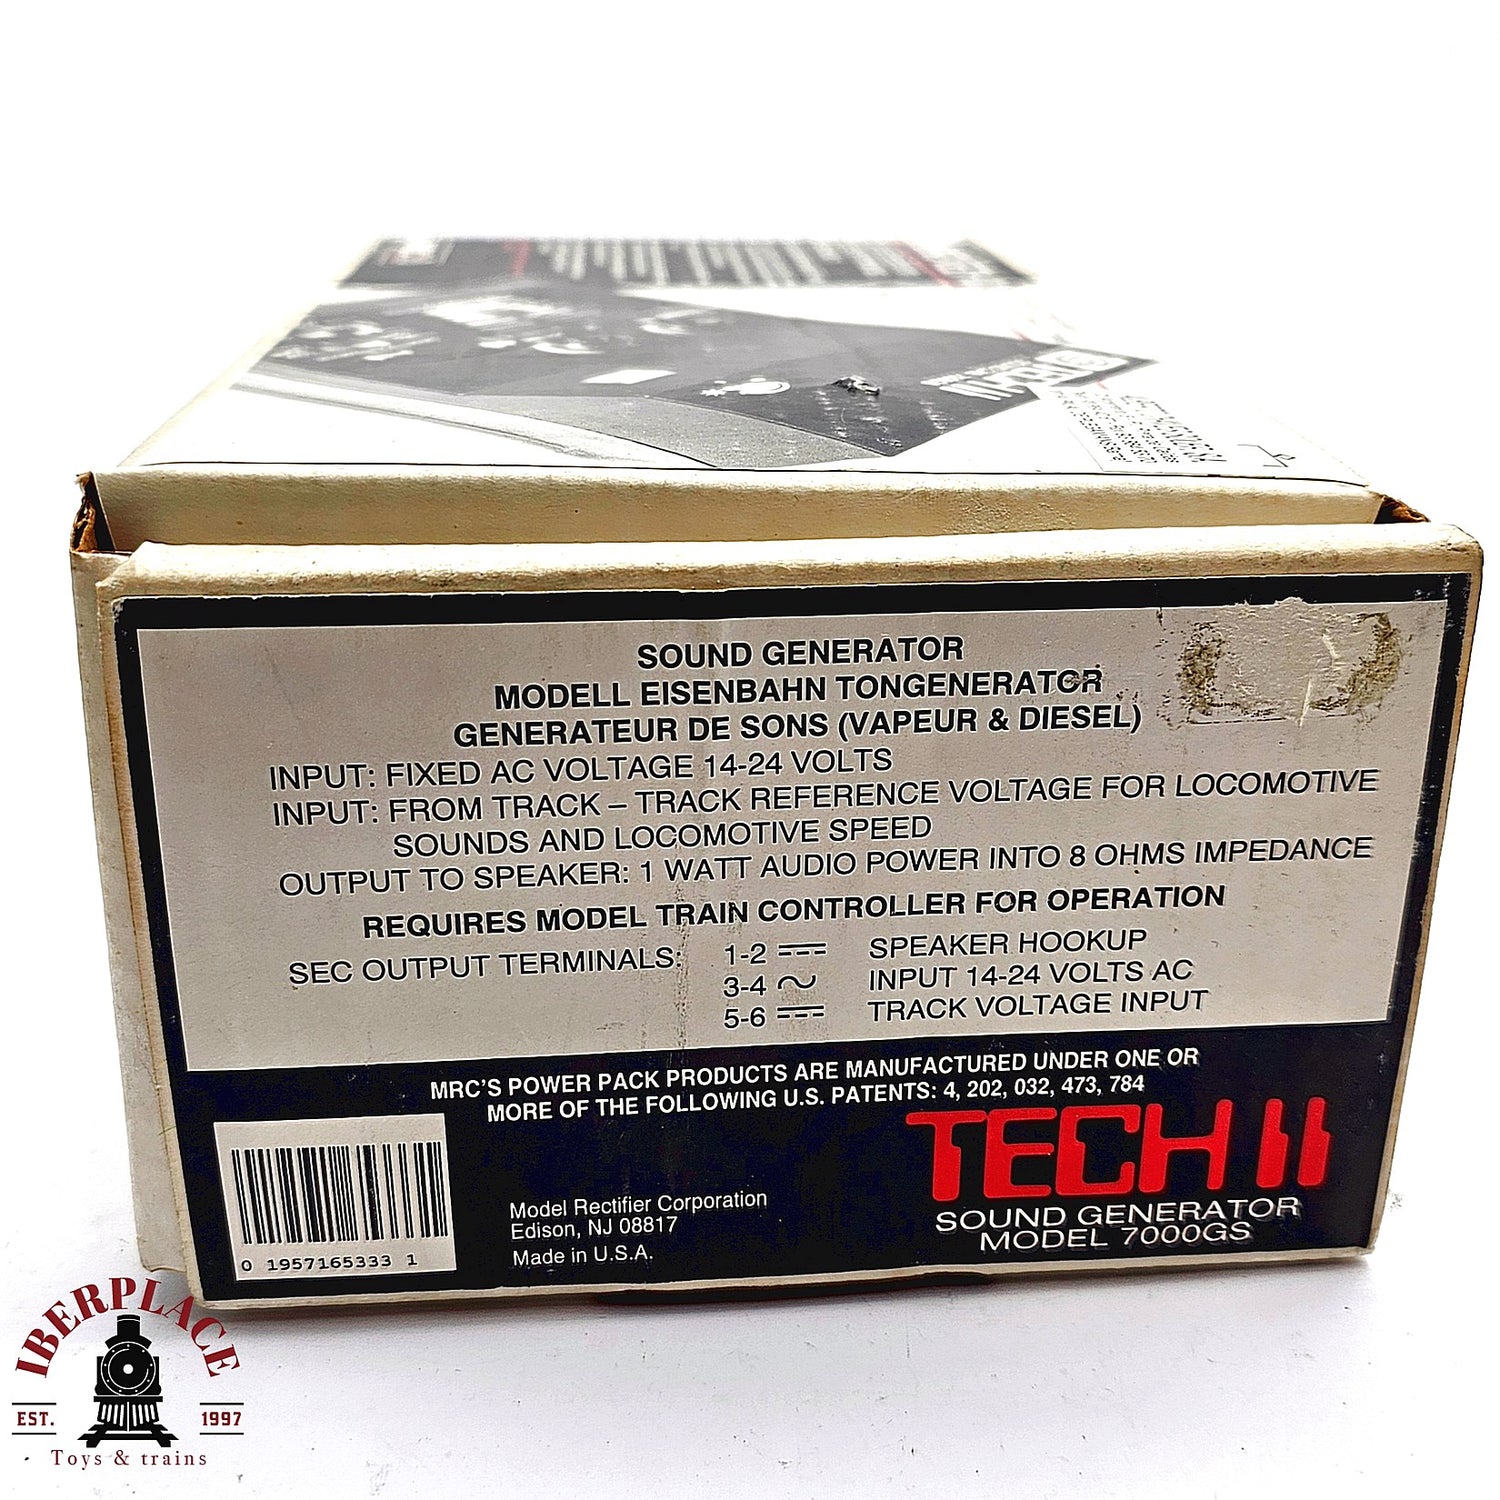 SOUND GENERATOR
MODELL EISENBAHN TONGENERATOR
GENERATEUR DE SONS (VAPEUR & DIESEL)
INPUT: FIXED AC VOLTAGE 14-24 VOLTS
INPUT: FROM TRACK – TRACK REFERENCE VOLTAGE FOR LOCOMOTIVE
SOUNDS AND LOCOMOTIVE SPEED
OUTPUT TO SPEAKER: 1 WATT AUDIO POWER INTO 8 OHMS IMPEDANCE
REQUIRES MODEL TRAIN CONTROLLER FOR OPERATION
SEC OUTPUT TERMINALS: 1-2 SPEAKER HOOKUP
3-4 INPUT 14-24 VOLTS AC
5-6 TRACK VOLTAGE INPUT
MRC'S POWER PACK PRODUCTS ARE MANUFACTURED UNDER ONE OR
MORE OF THE FOLLOWING U.S. PATENTS: 4, 202, 032, 473, 784
TECH II
SOUND GENERATOR
MODEL 7000GS
Model Rectifier Corporation
Edison, NJ 08817
Made in U.S.A.
0 1957165333 1
IBERPLACE
EST. 1997
Toys & trains